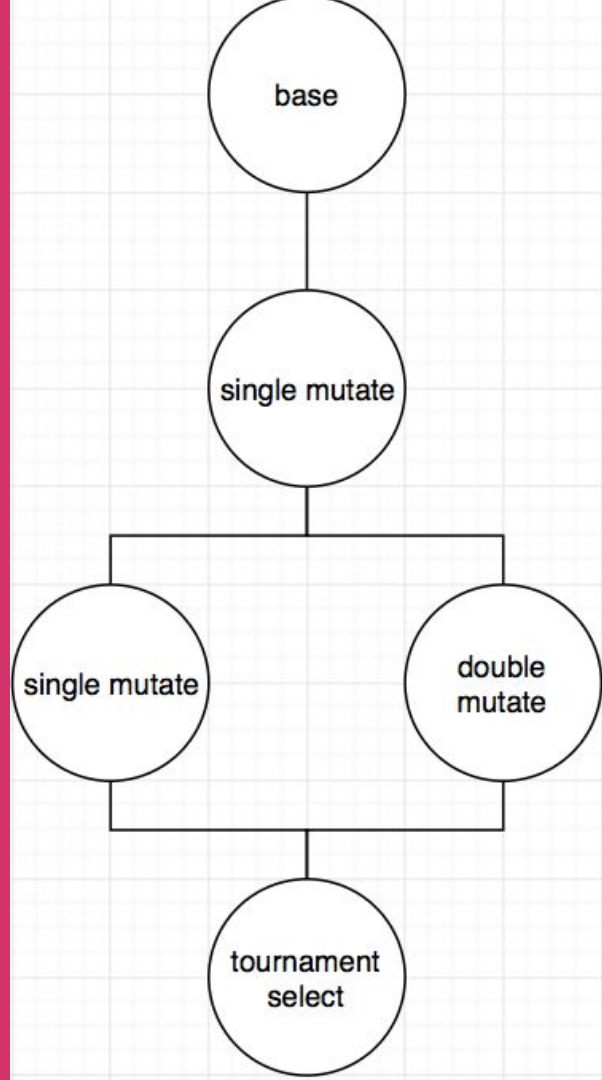 base
single mutate
single mutate
double
mutate
tournament
select